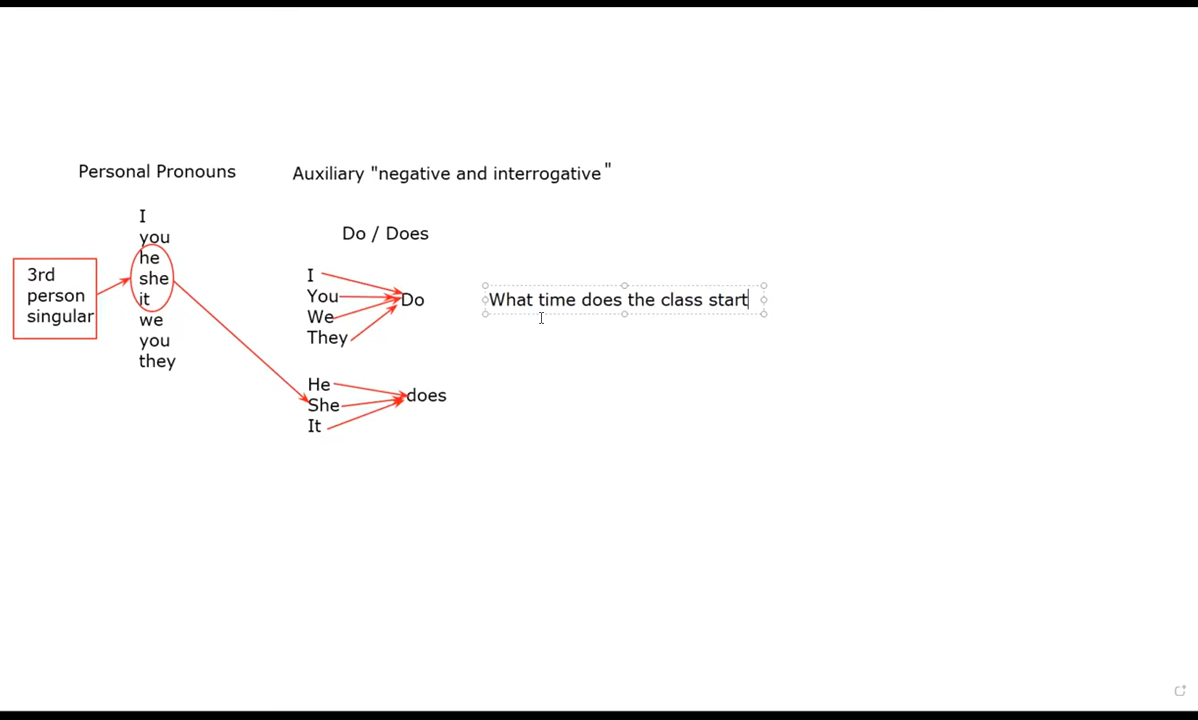 Personal Pronouns
Auxiliary "negative and interrogative"
I
you
he
she
it
we
you
they
3rd
person
singular
Do / Does
I
You
We
They
Do
He
She
It
does
What time does the class start